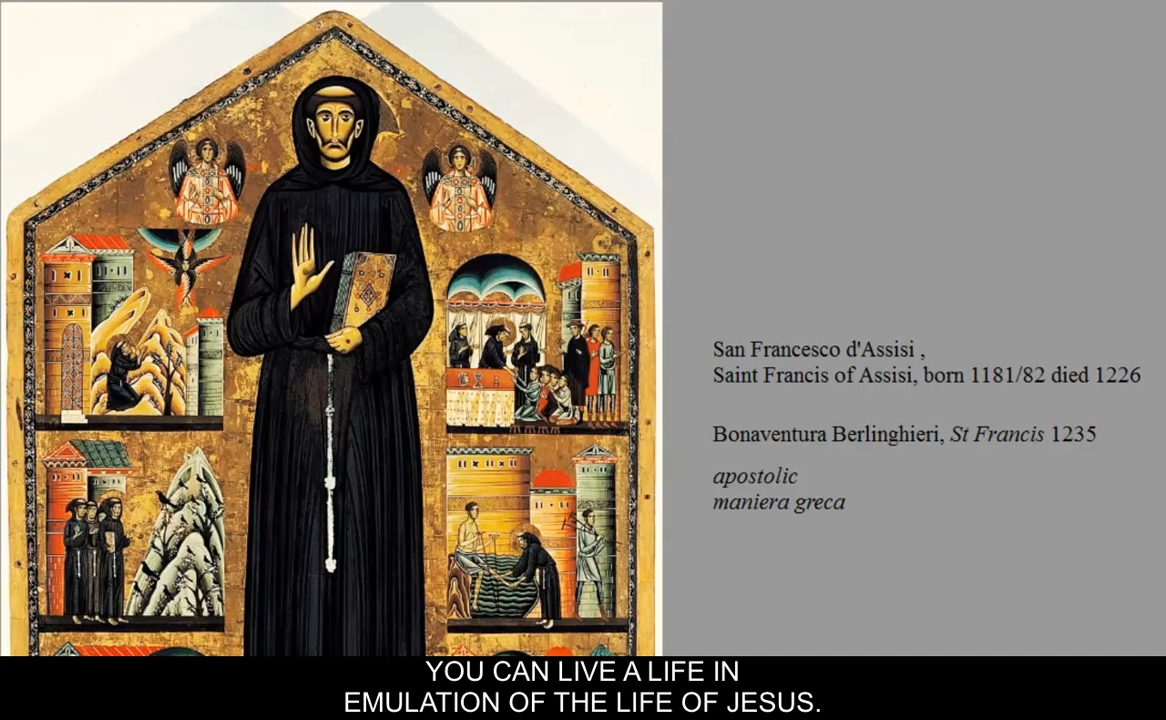 San Francesco d'Assisi ,
Saint Francis of Assisi, born 1181/82 died 1226
Bonaventura Berlinghieri, St Francis 1235
apostolic
maniera greca
YOU CAN LIVE A LIFE IN
EMULATION OF THE LIFE OF JESUS.